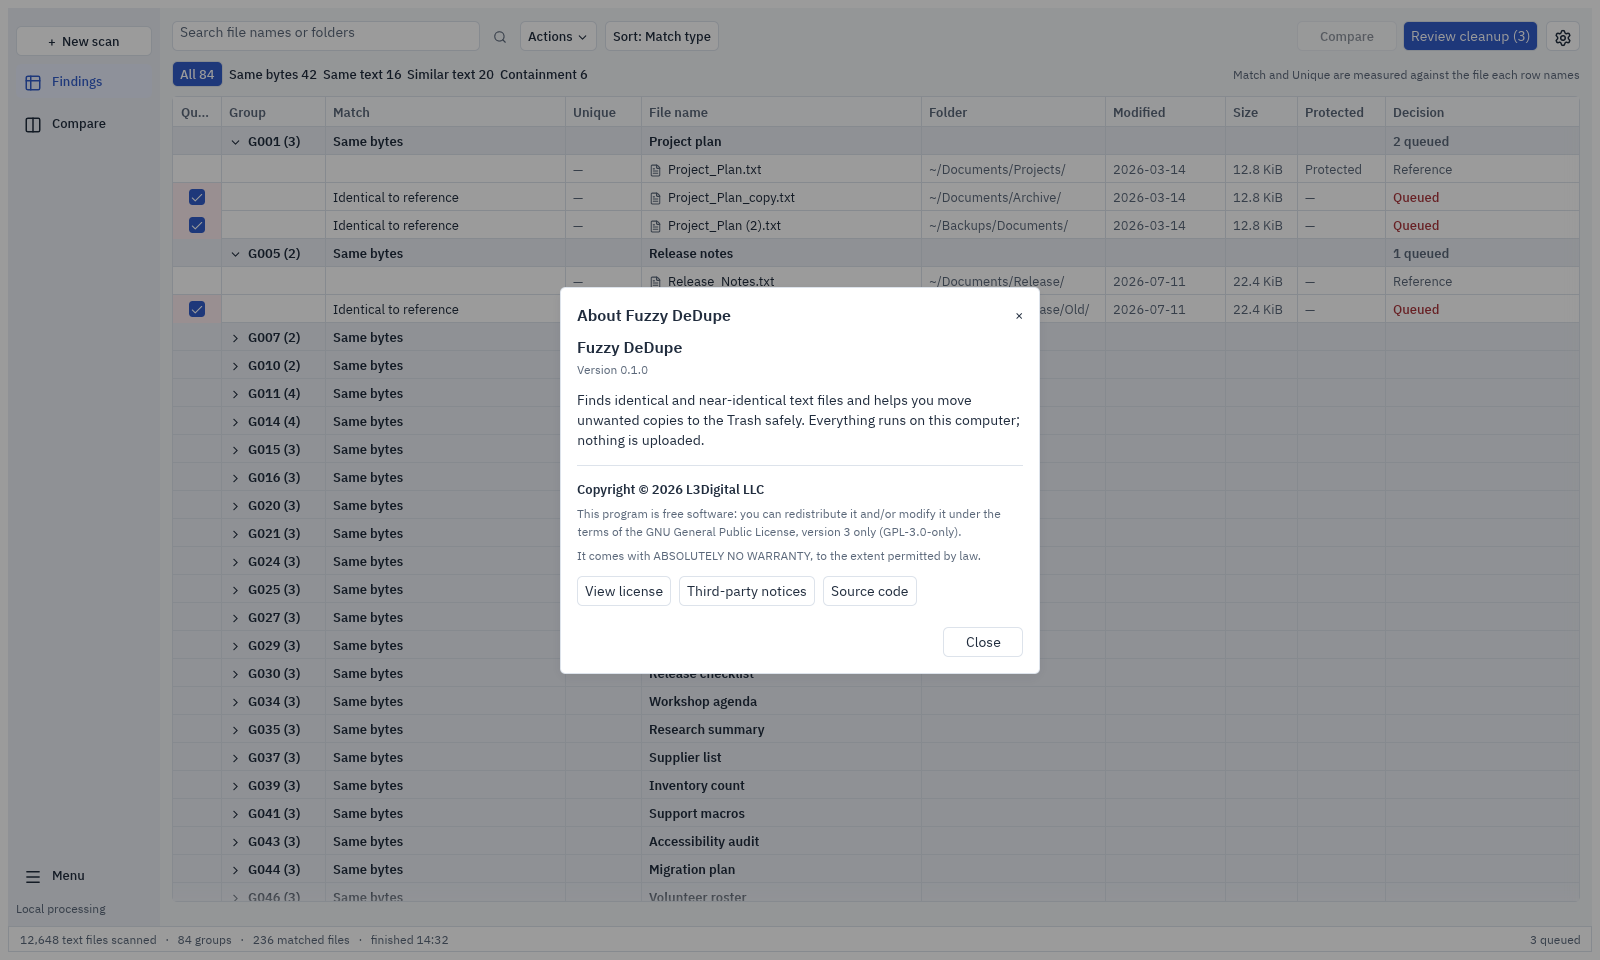 + New scan
Findings
Compare
Menu
Local processing
Search file names or folders
Actions
Sort: Match type
Compare
Review cleanup (3)
All 84
Same bytes 42
Same text 16
Similar text 20
Containment 6
Match and Unique are measured against the file each row names
Qu... Group Match Unique File name Folder Modified Size Protected Decision
G001 (3) Same bytes Project plan 2 queued
— Project_Plan.txt ~/Documents/Projects/ 2026-03-14 12.8 KiB Protected Reference
Identical to reference — Project_Plan_copy.txt ~/Documents/Archive/ 2026-03-14 12.8 KiB — Queued
Identical to reference — Project_Plan (2).txt ~/Backups/Documents/ 2026-03-14 12.8 KiB — Queued
G005 (2) Same bytes Release notes 1 queued
— Release_Notes.txt ~/Documents/Release/ 2026-07-11 22.4 KiB — Reference
Identical to reference ase/Old/ 2026-07-11 22.4 KiB — Queued
G007 (2) Same bytes
G010 (2) Same bytes
G011 (4) Same bytes
G014 (4) Same bytes
G015 (3) Same bytes
G016 (3) Same bytes
G020 (3) Same bytes
G021 (3) Same bytes
G024 (3) Same bytes
G025 (3) Same bytes
G027 (3) Same bytes
G029 (3) Same bytes
G030 (3) Same bytes Release checklist
G034 (3) Same bytes Workshop agenda
G035 (3) Same bytes Research summary
G037 (3) Same bytes Supplier list
G039 (3) Same bytes Inventory count
G041 (3) Same bytes Support macros
G043 (3) Same bytes Accessibility audit
G044 (3) Same bytes Migration plan
G046 (3) Same bytes Volunteer roster
About Fuzzy DeDupe ×
Fuzzy DeDupe
Version 0.1.0
Finds identical and near-identical text files and helps you move
unwanted copies to the Trash safely. Everything runs on this computer;
nothing is uploaded.
Copyright © 2026 L3Digital LLC
This program is free software: you can redistribute it and/or modify it under the
terms of the GNU General Public License, version 3 only (GPL-3.0-only).
It comes with ABSOLUTELY NO WARRANTY, to the extent permitted by law.
View license
Third-party notices
Source code
Close
12,648 text files scanned · 84 groups · 236 matched files · finished 14:32
3 queued